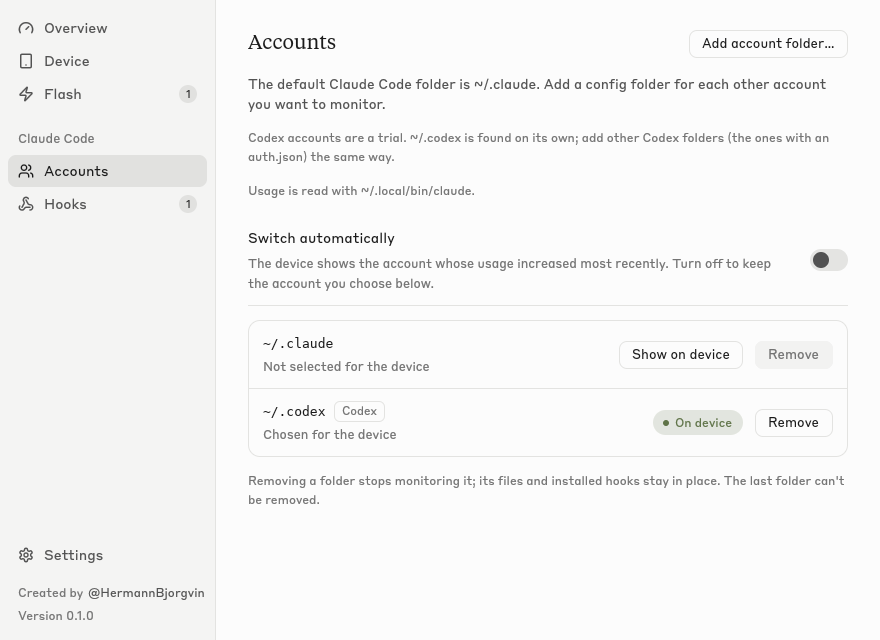 Overview
Device
Flash 1
Claude Code
Accounts
Hooks 1
Settings
Created by @HermannBjorgvin
Version 0.1.0
Accounts
Add account folder...
The default Claude Code folder is ~/.claude. Add a config folder for each other account
you want to monitor.
Codex accounts are a trial. ~/.codex is found on its own; add other Codex folders (the ones with an
auth.json) the same way.
Usage is read with ~/.local/bin/claude.
Switch automatically
The device shows the account whose usage increased most recently. Turn off to keep
the account you choose below.
~/.claude
Not selected for the device
Show on device
Remove
~/.codex Codex
Chosen for the device
On device
Remove
Removing a folder stops monitoring it; its files and installed hooks stay in place. The last folder can't
be removed.